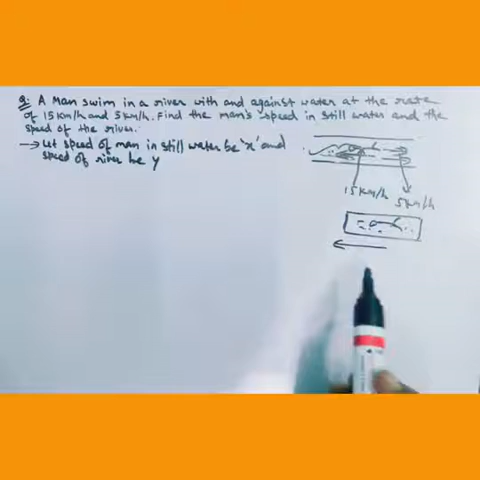 Q: A Man swim in a river with and against water at the rate
of 15 Km/h and 5 Km/h. Find the man's speed in still water and the
speed of the river.
→ Let speed of man in still water be 'x' and
speed of river be y
15 Km/h
5 Km/h